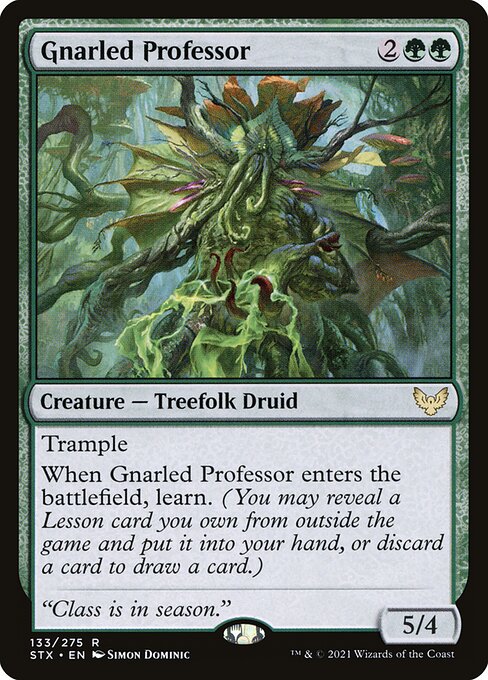 Gnarled Professor 2
Creature — Treefolk Druid
Trample
When Gnarled Professor enters the
battlefield, learn. (You may reveal a
Lesson card you own from outside the
game and put it into your hand, or discard
a card to draw a card.)
“Class is in season.”
5/4
133/275 R
STX • EN Simon Dominic
™ & © 2021 Wizards of the Coast